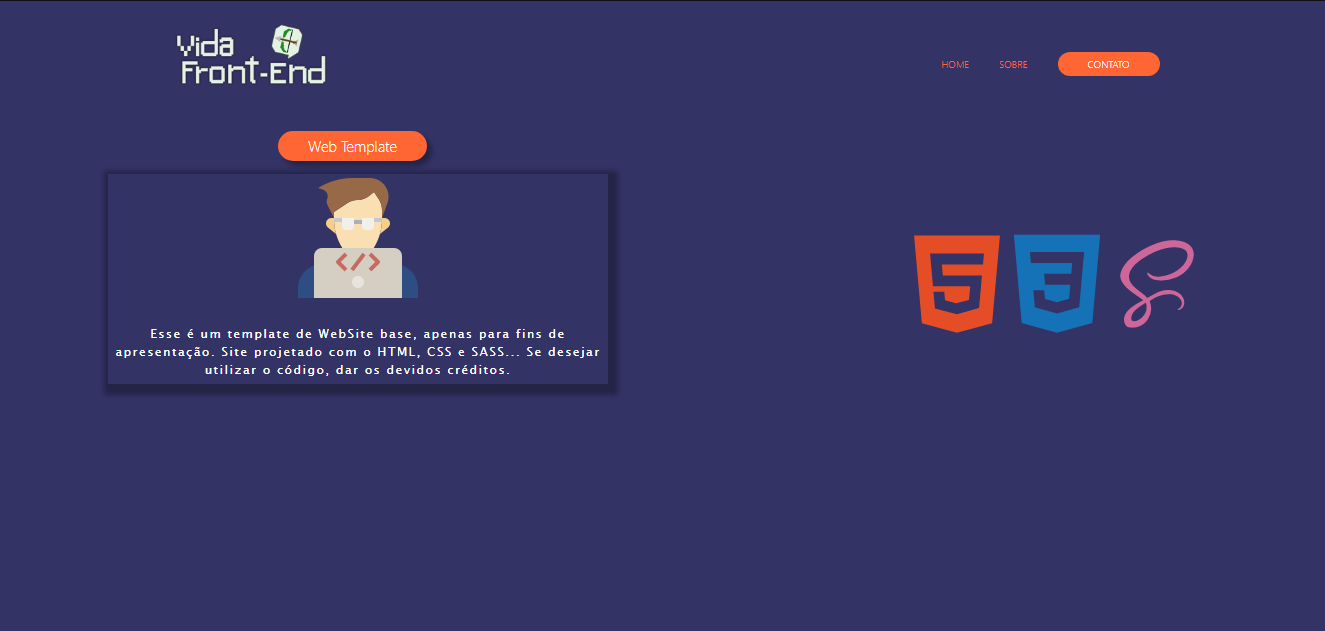 Vida
Front-End
HOME SOBRE CONTATO
Web Template
</>
Esse é um template de WebSite base, apenas para fins de
apresentação. Site projetado com o HTML, CSS e SASS... Se desejar
utilizar o código, dar os devidos créditos.
5 3